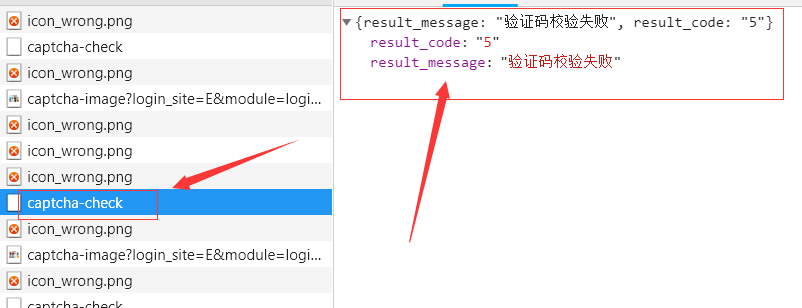 icon_wrong.png
captcha-check
icon_wrong.png
captcha-image?login_site=E&module=logi...
icon_wrong.png
icon_wrong.png
icon_wrong.png
captcha-check
icon_wrong.png
captcha-image?login_site=E&module=logi...
icon_wrong.png
captcha-check
{result_message: "验证码校验失败", result_code: "5"}
result_code: "5"
result_message: "验证码校验失败"